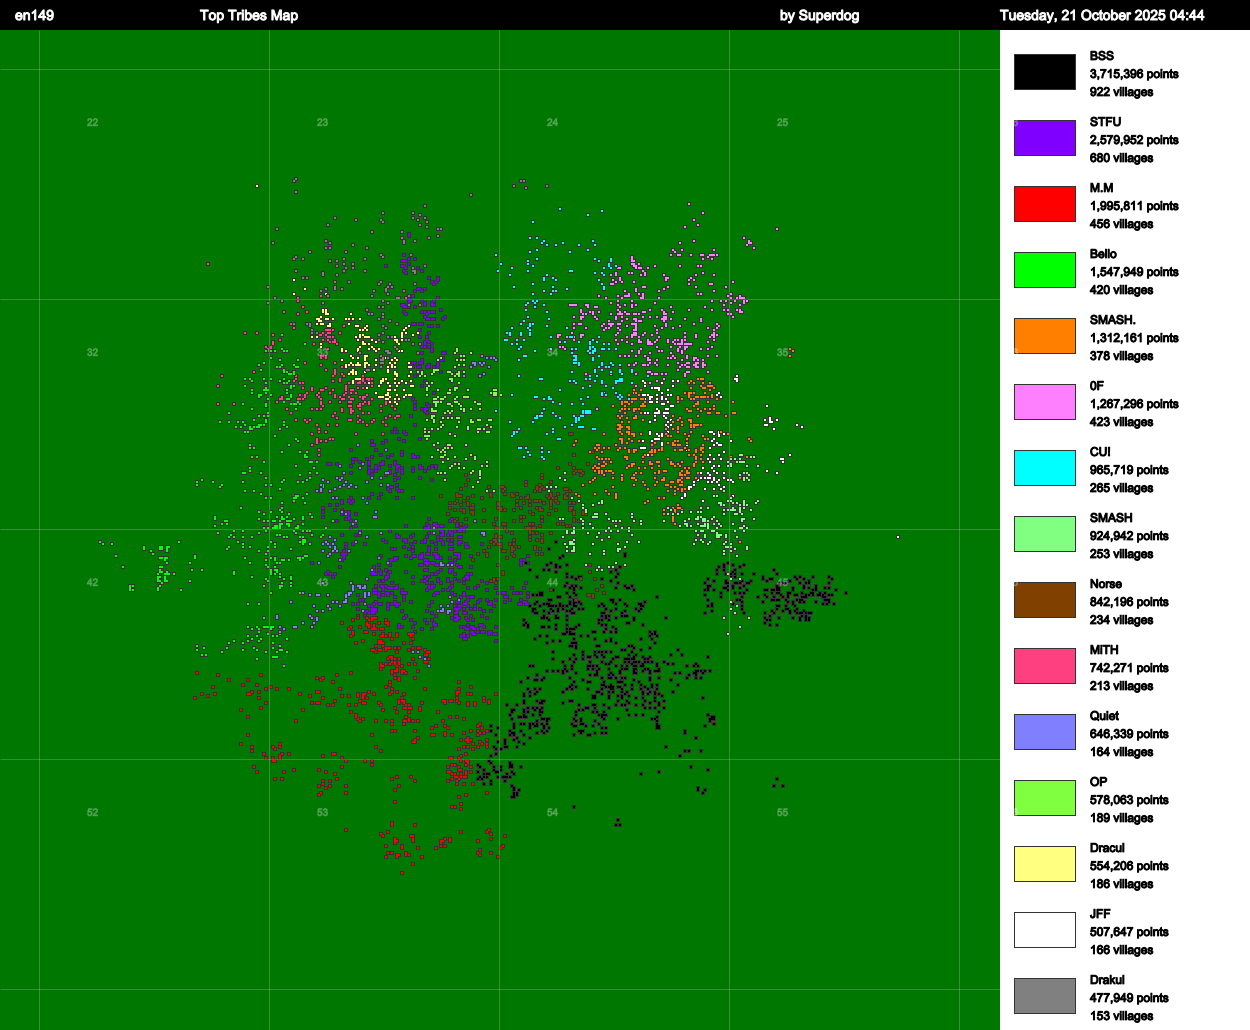 en149 Top Tribes Map by Superdog Tuesday, 21 October 2025 04:44
22 23 24 25
32 33 34 35
42 43 44 45
52 53 54 55
BSS
3,715,396 points
922 villages
STFU
2,579,952 points
680 villages
M.M
1,995,811 points
456 villages
Bello
1,547,949 points
420 villages
SMASH.
1,312,161 points
378 villages
0F
1,267,296 points
423 villages
CUI
965,719 points
265 villages
SMASH
924,942 points
253 villages
Norse
842,196 points
234 villages
MITH
742,271 points
213 villages
Quiet
646,339 points
164 villages
OP
578,063 points
189 villages
Dracul
554,206 points
186 villages
JFF
507,647 points
166 villages
Drakul
477,949 points
153 villages